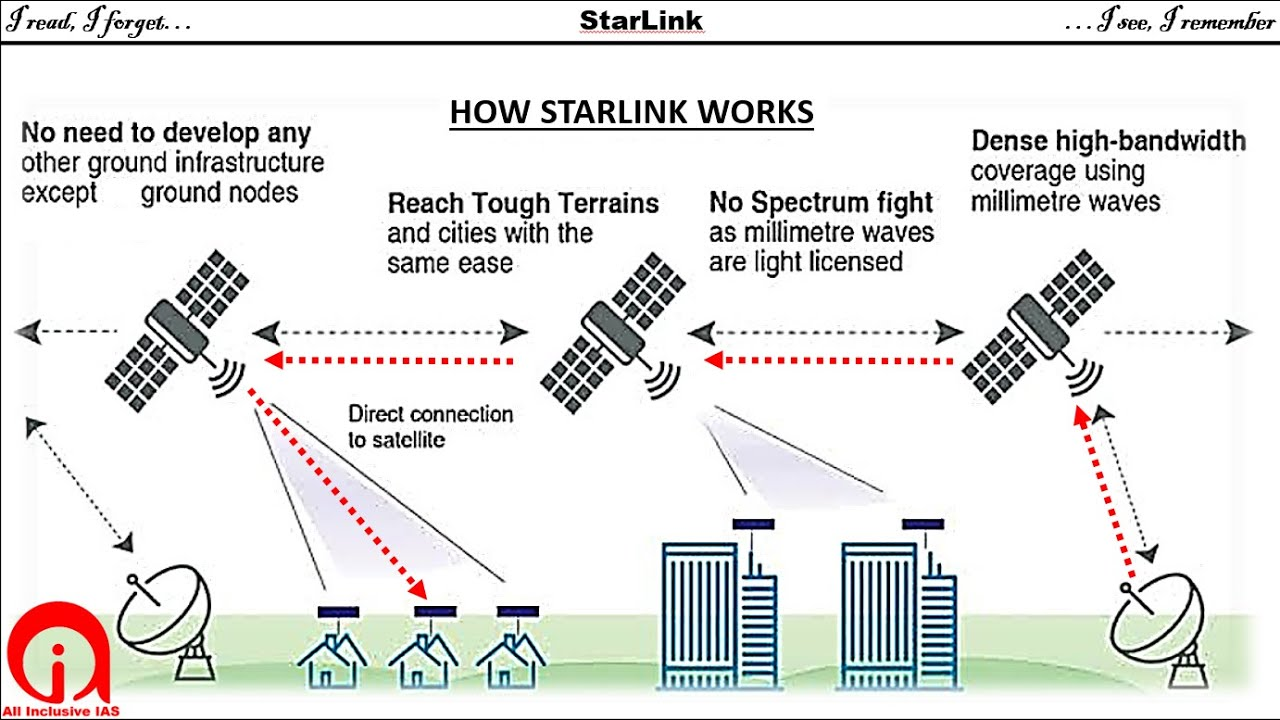 I read, I forget...
StarLink
...I see, I remember
HOW STARLINK WORKS
No need to develop any
other ground infrastructure
except ground nodes
Reach Tough Terrains
and cities with the
same ease
No Spectrum fight
as millimetre waves
are light licensed
Dense high-bandwidth
coverage using
millimetre waves
Direct connection
to satellite
All Inclusive IAS